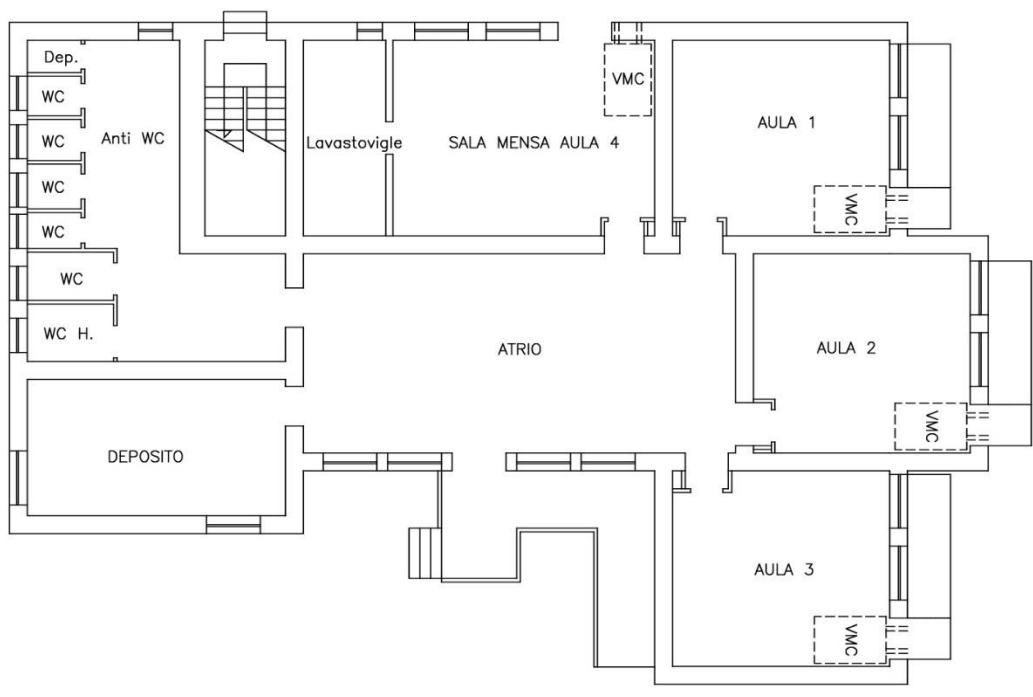 Dep.
WC
WC
WC
WC
WC
WC H.
Anti WC
Lavastovigle
SALA MENSA AULA 4
VMC
AULA 1
VMC
ATRIO
AULA 2
VMC
DEPOSITO
AULA 3
VMC